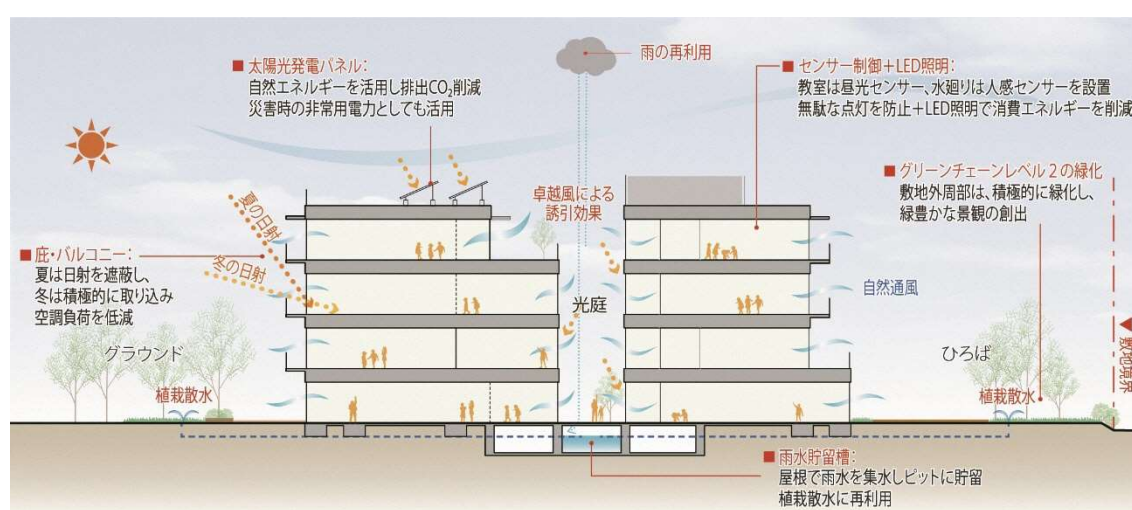 ■ 太陽光発電パネル：
自然エネルギーを活用し排出CO₂削減
災害時の非常用電力としても活用
雨の再利用
■ センサー制御＋LED照明：
教室は昼光センサー、水廻りは人感センサーを設置
無駄な点灯を防止＋LED照明で消費エネルギーを削減
■ グリーンチェーンレベル2の緑化
敷地外周部は、積極的に緑化し、
緑豊かな景観の創出
卓越風による
誘引効果
夏の日射
冬の日射
■ 庇・バルコニー：
夏は日射を遮蔽し、
冬は積極的に取り込み
空調負荷を低減
光庭
自然通風
グラウンド
ひろば
敷地境界
植栽散水
植栽散水
■ 雨水貯留槽：
屋根で雨水を集水しピットに貯留
植栽散水に再利用